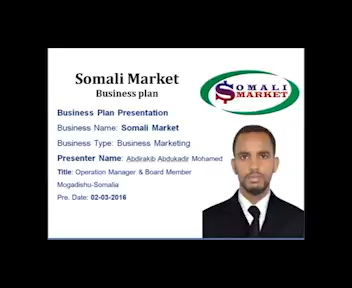 Somali Market
Business plan
SOMALI
MARKET
Business Plan Presentation
Business Name: Somali Market
Business Type: Business Marketing
Presenter Name: Abdirakib Abdukadir Mohamed
Title: Operation Manager & Board Member
Mogadishu-Somalia
Pre. Date: 02-03-2016